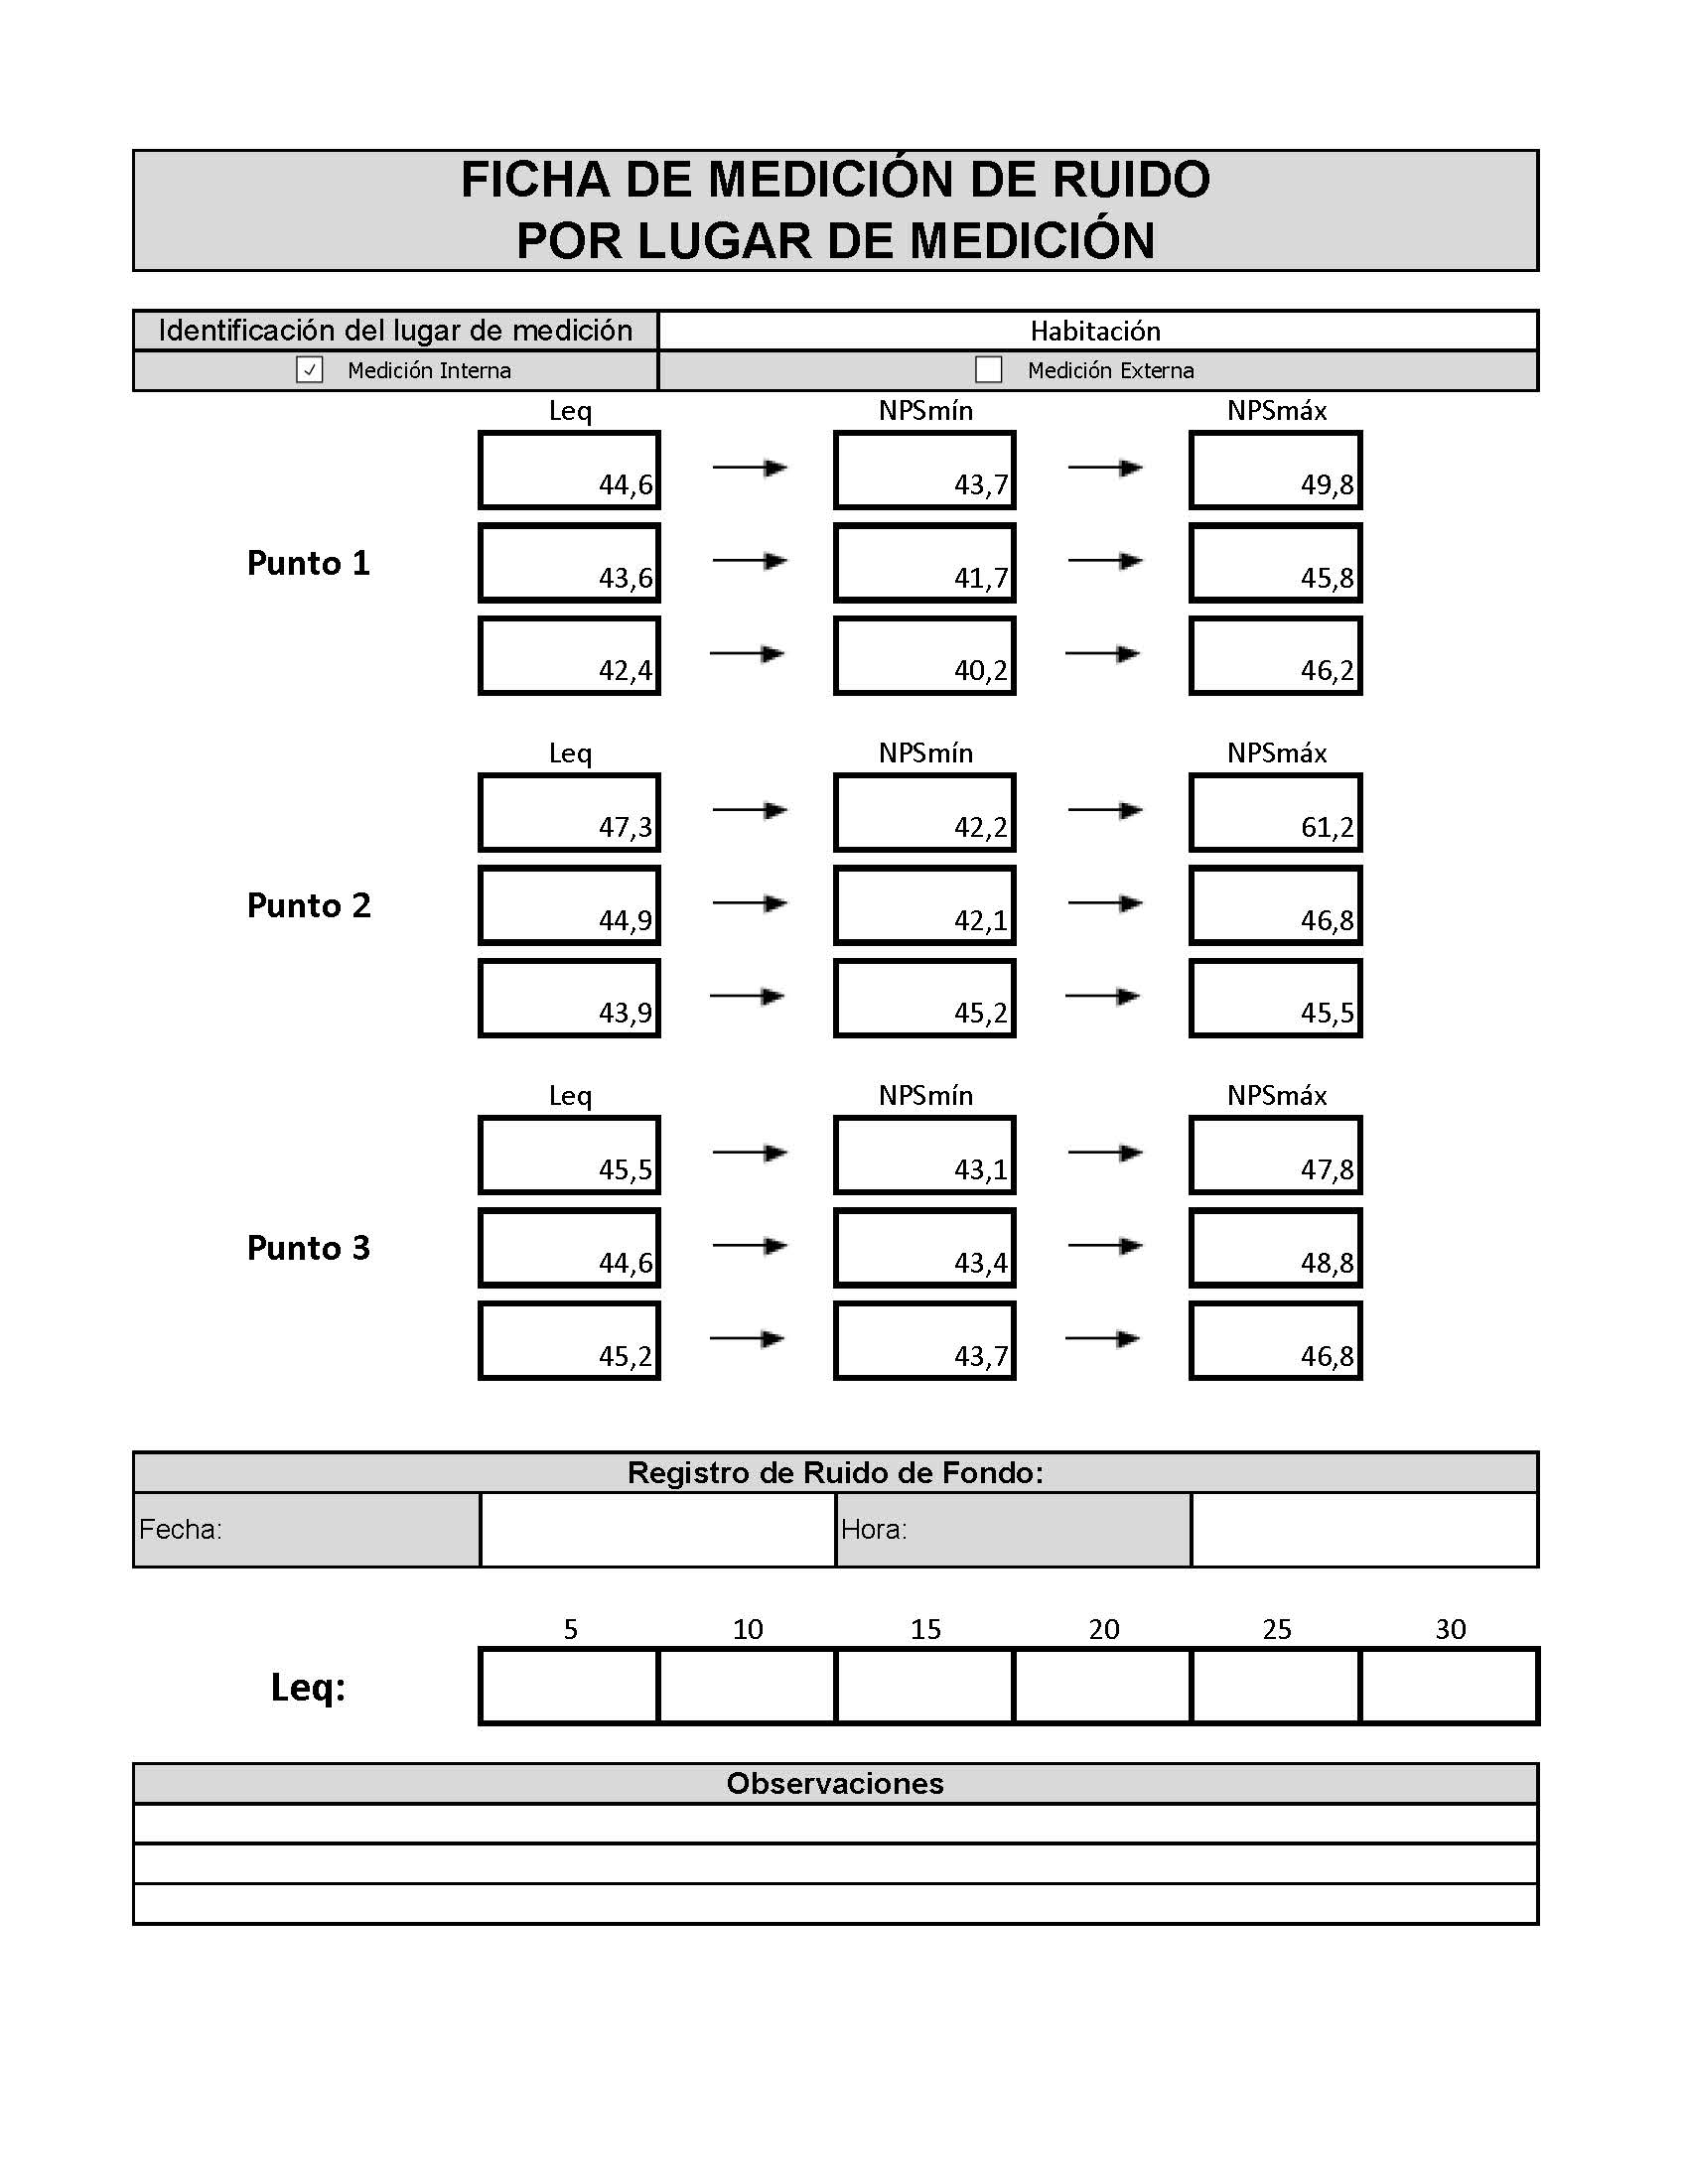 FICHA DE MEDICIÓN DE RUIDO
POR LUGAR DE MEDICIÓN
Identificación del lugar de medición Habitación
Medición Interna Medición Externa
Leq NPSmín NPSmáx
44,6 43,7 49,8
Punto 1 43,6 41,7 45,8
42,4 40,2 46,2
Leq NPSmín NPSmáx
47,3 42,2 61,2
Punto 2 44,9 42,1 46,8
43,9 45,2 45,5
Leq NPSmín NPSmáx
45,5 43,1 47,8
Punto 3 44,6 43,4 48,8
45,2 43,7 46,8
Registro de Ruido de Fondo:
Fecha: Hora:
5 10 15 20 25 30
Leq:
Observaciones